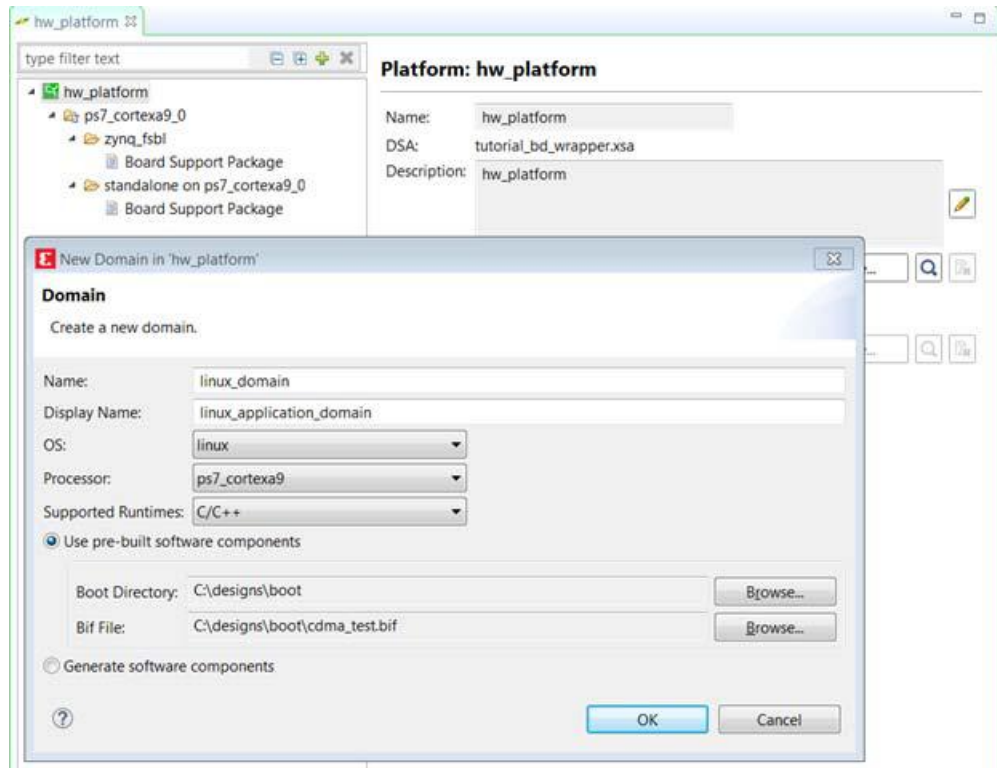 hw_platform
type filter text
hw_platform
ps7_cortexa9_0
zynq_fsbl
Board Support Package
standalone on ps7_cortexa9_0
Board Support Package
Platform: hw_platform
Name: hw_platform
DSA: tutorial_bd_wrapper.xsa
Description: hw_platform
New Domain in 'hw_platform'
Domain
Create a new domain.
Name: linux_domain
Display Name: linux_application_domain
OS: linux
Processor: ps7_cortexa9
Supported Runtimes: C/C++
Use pre-built software components
Boot Directory: C:\designs\boot Browse...
Bif File: C:\designs\boot\cdma_test.bif Browse...
Generate software components
? OK Cancel